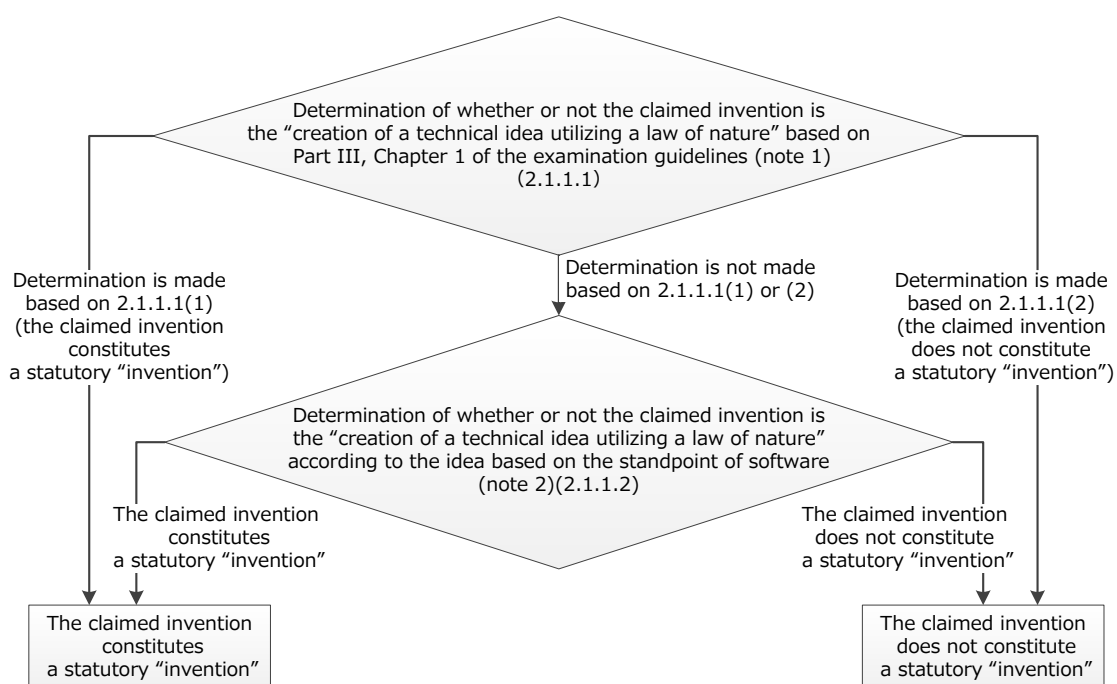 Determination of whether or not the claimed invention is
the “creation of a technical idea utilizing a law of nature” based on
Part III, Chapter 1 of the examination guidelines (note 1)
(2.1.1.1)
Determination is made
based on 2.1.1.1(1)
(the claimed invention
constitutes
a statutory “invention”)
Determination is not made
based on 2.1.1.1(1) or (2)
Determination is made
based on 2.1.1.1(2)
(the claimed invention
does not constitute
a statutory “invention”)
Determination of whether or not the claimed invention is
the “creation of a technical idea utilizing a law of nature”
according to the idea based on the standpoint of software
(note 2)(2.1.1.2)
The claimed invention
constitutes
a statutory “invention”
The claimed invention
does not constitute
a statutory “invention”
The claimed invention
constitutes
a statutory “invention”
The claimed invention
does not constitute
a statutory “invention”